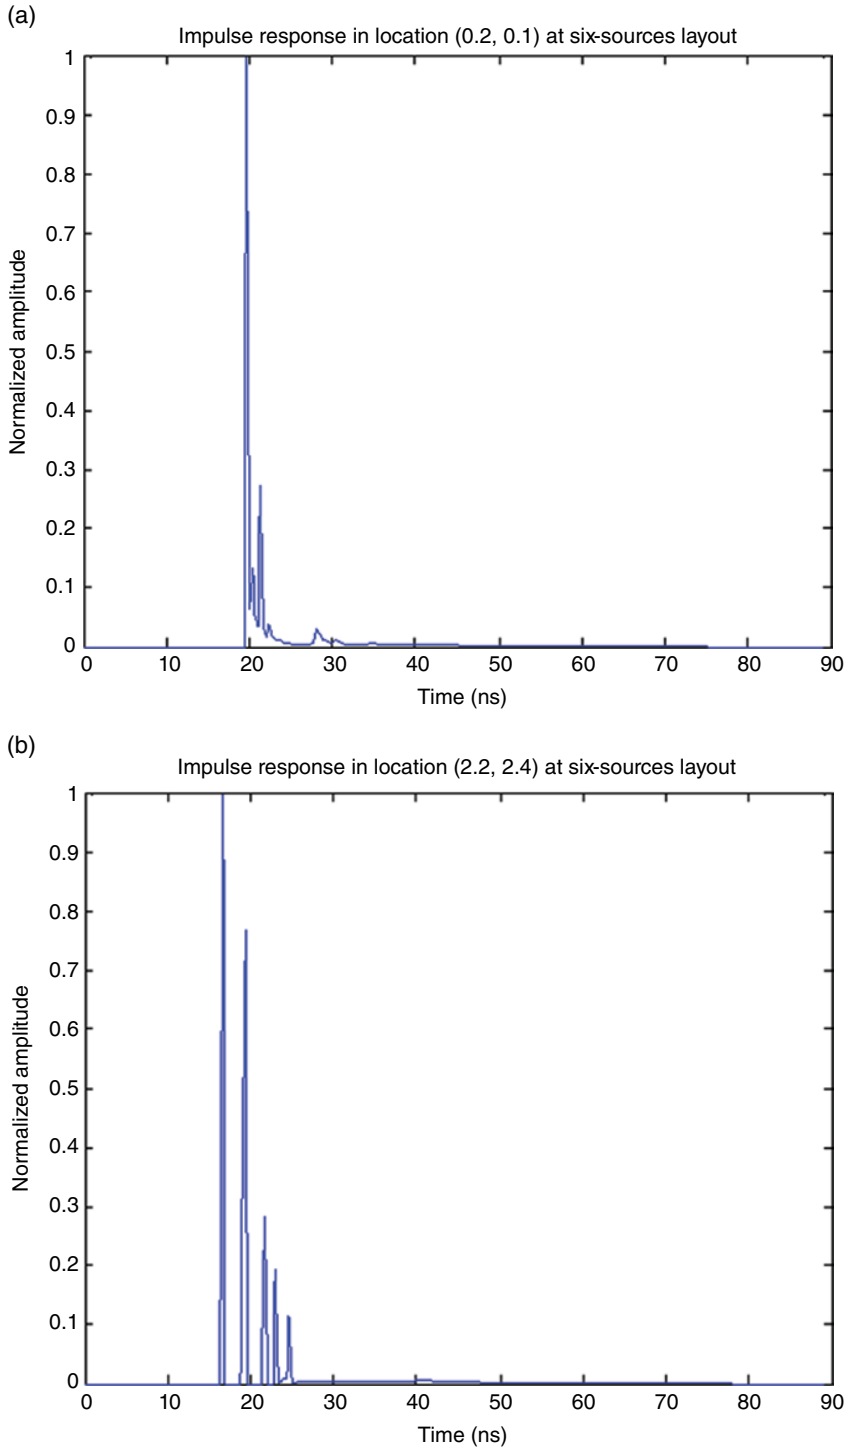 (a)
Impulse response in location (0.2, 0.1) at six-sources layout
1
0.9
0.8
0.7
0.6
0.5
0.4
0.3
0.2
0.1
0
Normalized amplitude
0 10 20 30 40 50 60 70 80 90
Time (ns)
(b)
Impulse response in location (2.2, 2.4) at six-sources layout
1
0.9
0.8
0.7
0.6
0.5
0.4
0.3
0.2
0.1
0
Normalized amplitude
0 10 20 30 40 50 60 70 80 90
Time (ns)